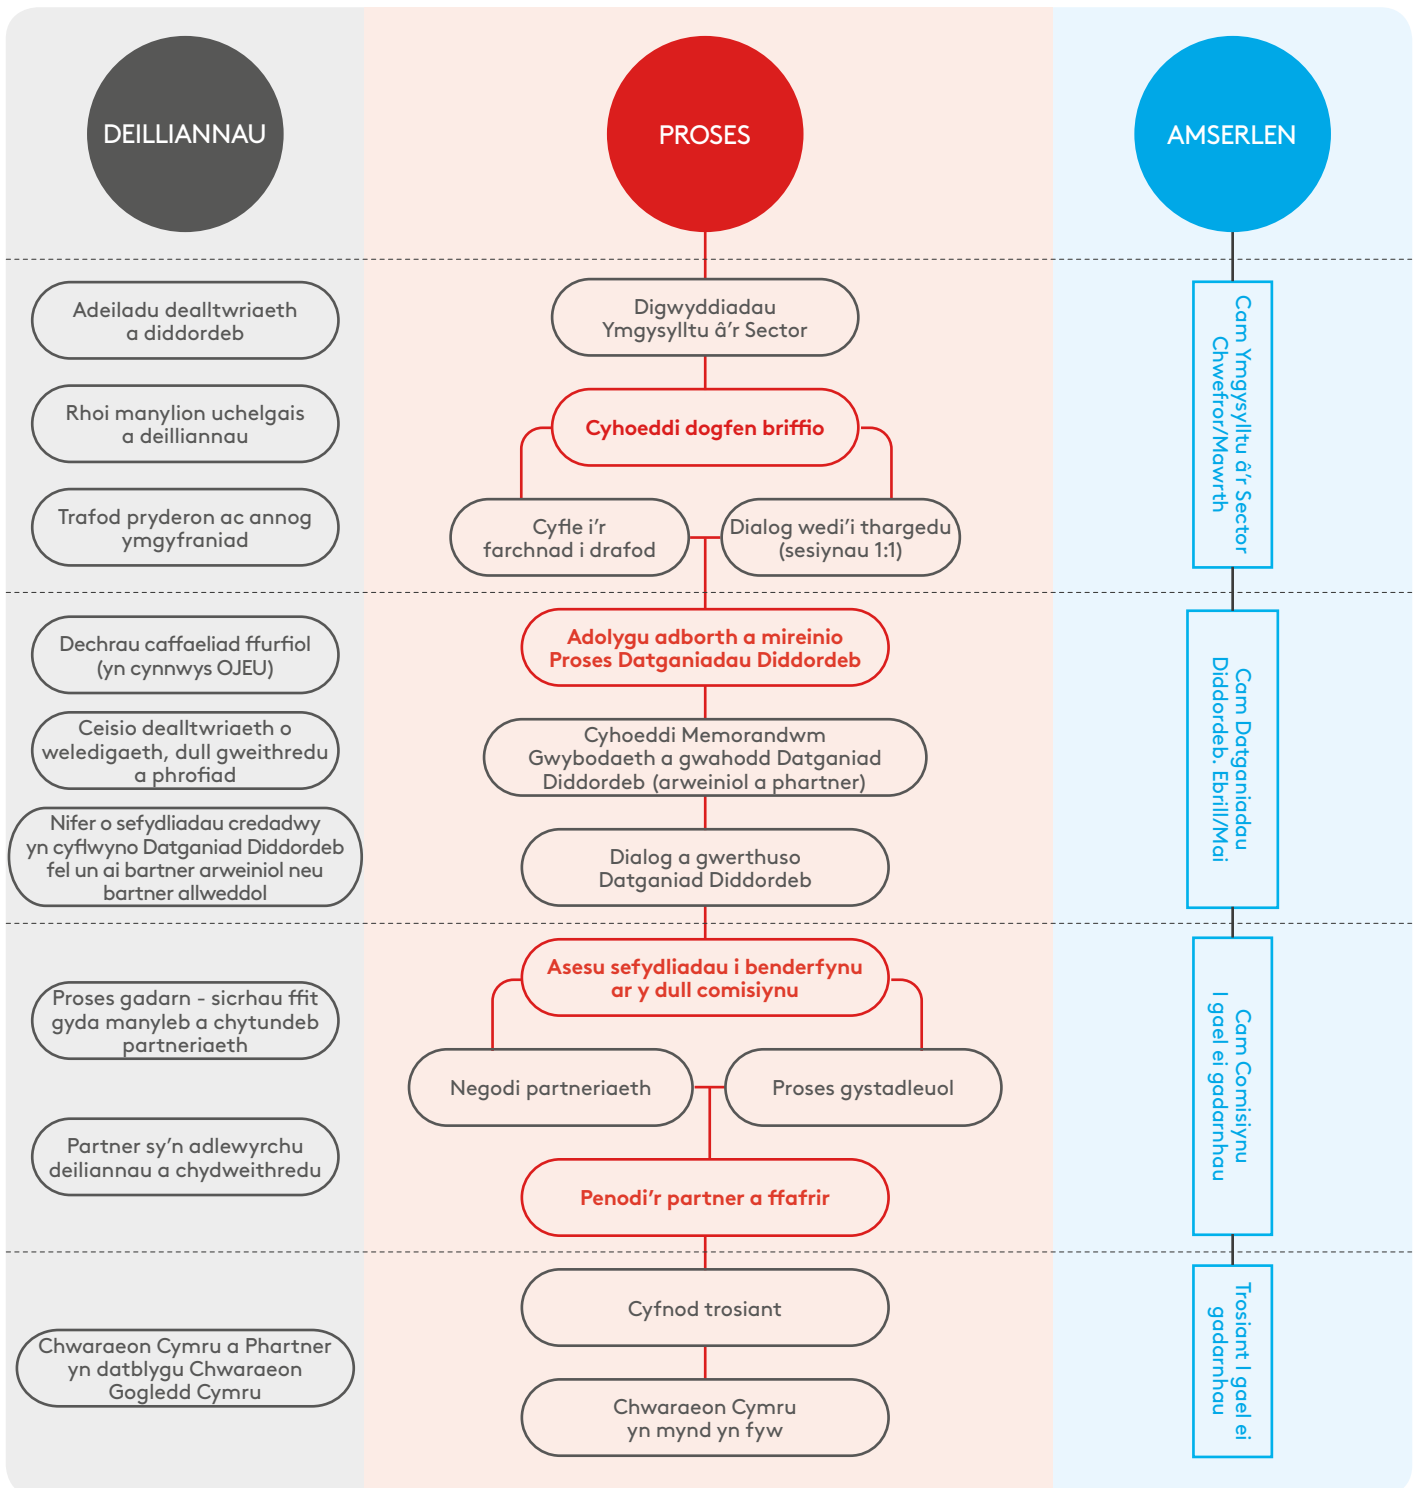 DEILLIANNAU
PROSES
AMSERLEN
Adeiladu dealltwriaeth
a diddordeb
Rhoi manylion uchelgais
a deilliannau
Trafod pryderon ac annog
ymgyfraniad
Digwyddiadau
Ymgysylltu â'r Sector
Cyhoeddi dogfen briffio
Cyfle i'r
farchnad i drafod
Dialog wedi'i thargedu
(sesiynau 1:1)
Cam Ymgysylltu â'r Sector
Chwefror/Mawrth
Dechrau caffaeliad ffurfiol
(yn cynnwys OJEU)
Ceisio dealltwriaeth o
weledigaeth, dull gweithredu
a phrofiad
Nifer o sefydliadau credadwy
yn cyflwyno Datganiad Diddordeb
fel un ai bartner arweiniol neu
bartner allweddol
Adolygu adborth a mireinio
Proses Datganiadau Diddordeb
Cyhoeddi Memorandwm
Gwybodaeth a gwahodd Datganiad
Diddordeb (arweiniol a phartner)
Dialog a gwerthuso
Datganiad Diddordeb
Cam Datganiadau
Diddordeb. Ebrill/Mai
Proses gadarn - sicrhau ffit
gyda manyleb a chytundeb
partneriaeth
Partner sy'n adlewyrchu
deiliannau a chydweithredu
Asesu sefydliadau i benderfynu
ar y dull comisiynu
Negodi partneriaeth
Proses gystadleuol
Penodi'r partner a ffafrir
Cam Comisiynu
I gael ei gadarnhau
Chwaraeon Cymru a Phartner
yn datblygu Chwaraeon
Gogledd Cymru
Cyfnod trosiant
Chwaraeon Cymru
yn mynd yn fyw
Trosiant I gael ei
gadarnhau